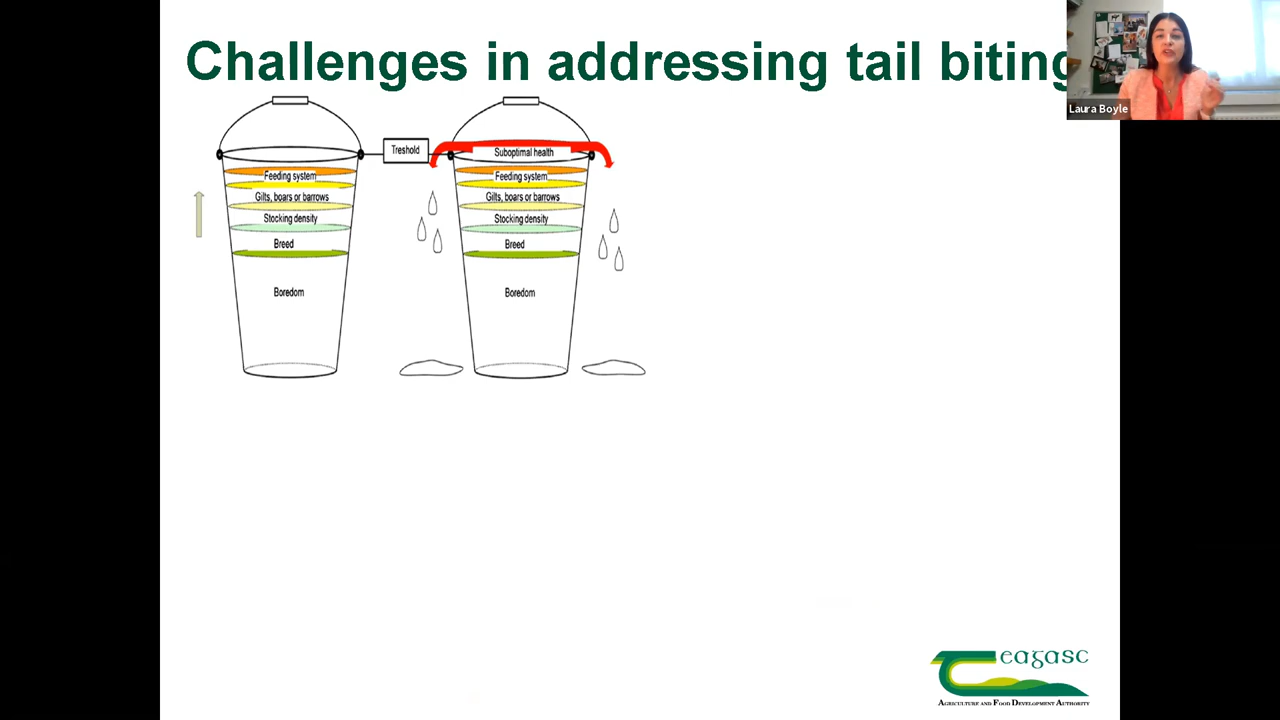 Challenges in addressing tail biting
Laura Boyle
Treshold
Feeding system
Gilts, boars or barrows
Stocking density
Breed
Boredom
Suboptimal health
Feeding system
Gilts, boars or barrows
Stocking density
Breed
Boredom
eagasc
AGRICULTURE AND FOOD DEVELOPMENT AUTHORITY